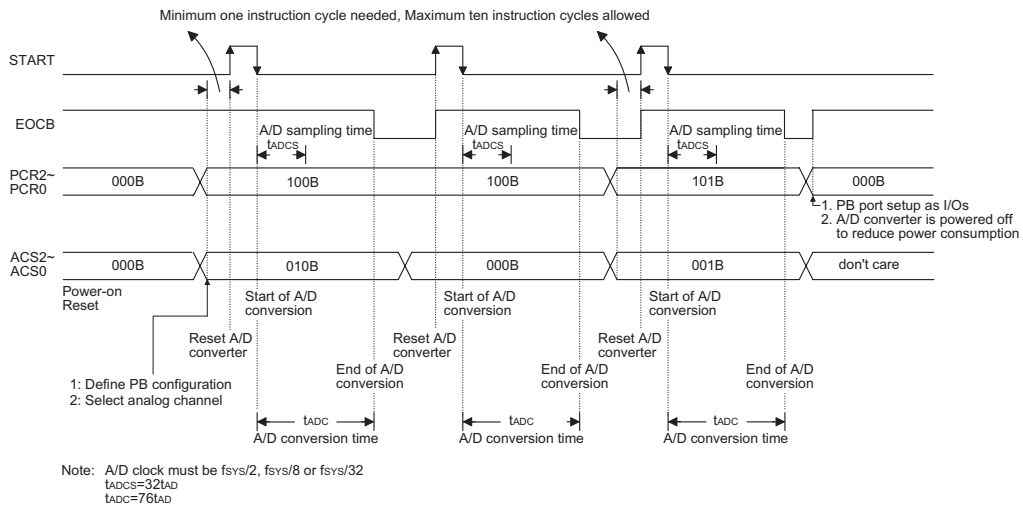 Minimum one instruction cycle needed, Maximum ten instruction cycles allowed
START
EOCB
A/D sampling time
tADCS
A/D sampling time
tADCS
A/D sampling time
tADCS
PCR2~
PCR0
000B
100B
100B
101B
000B
1. PB port setup as I/Os
2. A/D converter is powered off
to reduce power consumption
ACS2~
ACS0
000B
010B
000B
001B
don't care
Power-on
Reset
Start of A/D
conversion
Start of A/D
conversion
Start of A/D
conversion
Reset A/D
converter
Reset A/D
converter
Reset A/D
converter
End of A/D
conversion
End of A/D
conversion
End of A/D
conversion
1: Define PB configuration
2: Select analog channel
tADC
A/D conversion time
tADC
A/D conversion time
tADC
A/D conversion time
Note: A/D clock must be fSYS/2, fSYS/8 or fSYS/32
tADCS=32tAD
tADC=76tAD